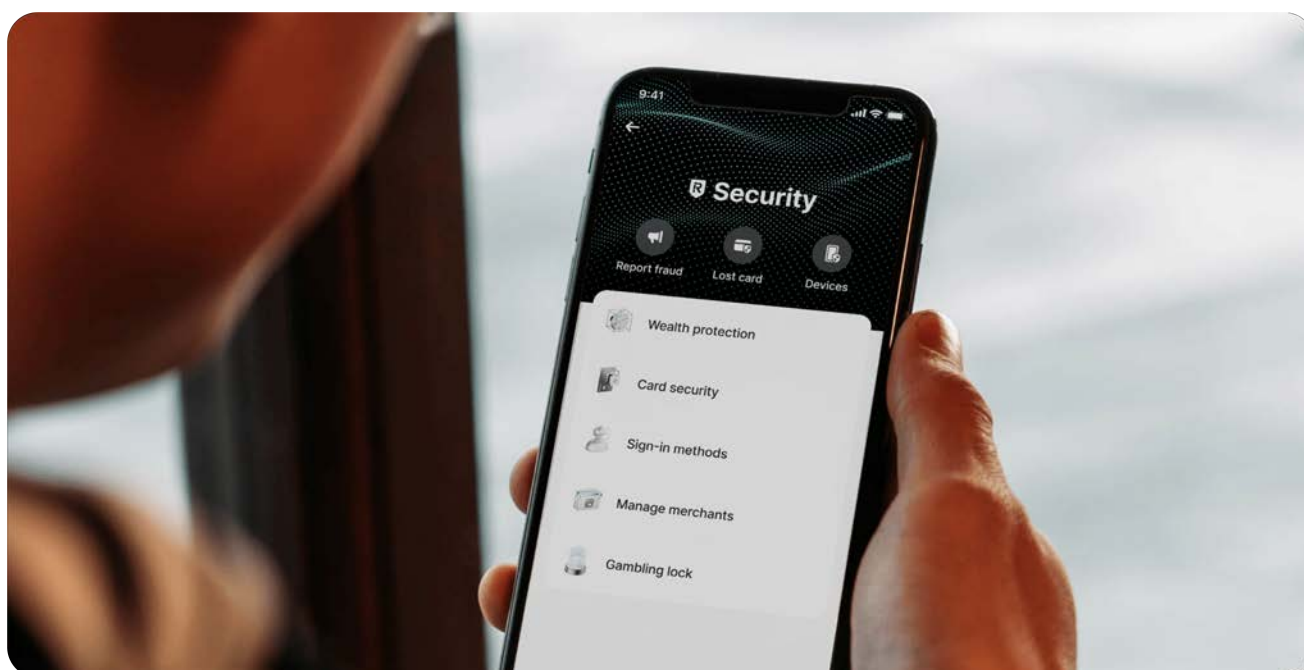 9:41
R Security
Report fraud Lost card Devices
Wealth protection
Card security
Sign-in methods
Manage merchants
Gambling lock